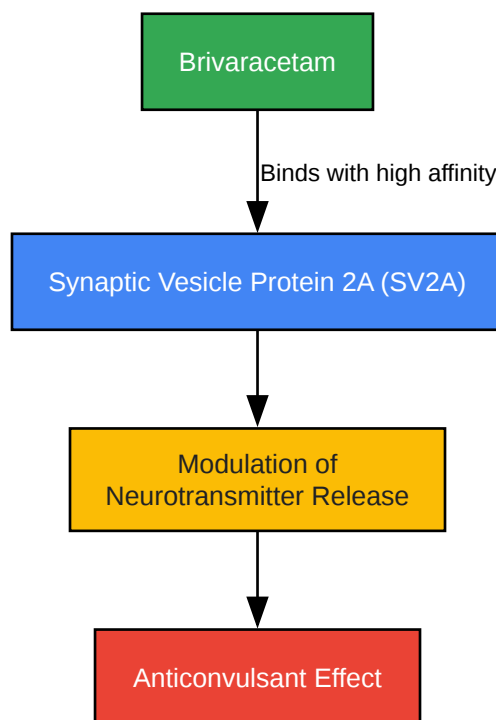 Brivaracetam
Binds with high affinity
Synaptic Vesicle Protein 2A (SV2A)
Modulation of
Neurotransmitter Release
Anticonvulsant Effect